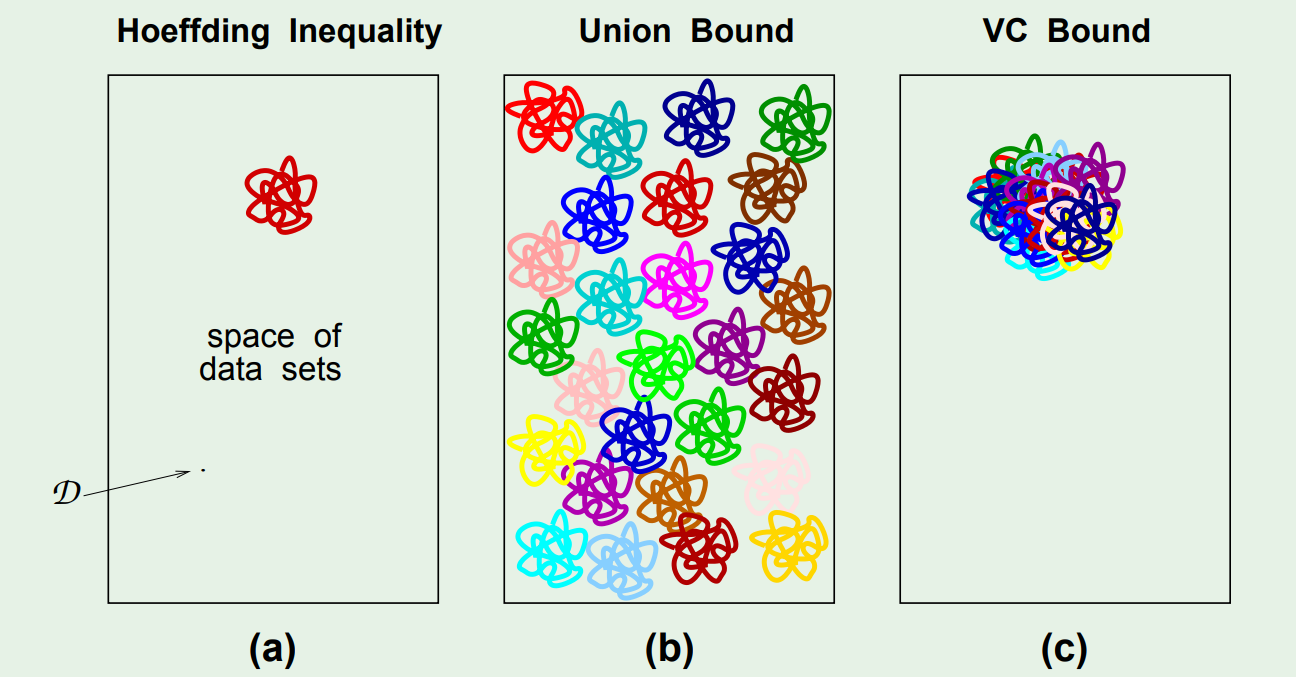 Hoeffding Inequality
Union Bound
VC Bound
space of
data sets
𝒟
(a)
(b)
(c)